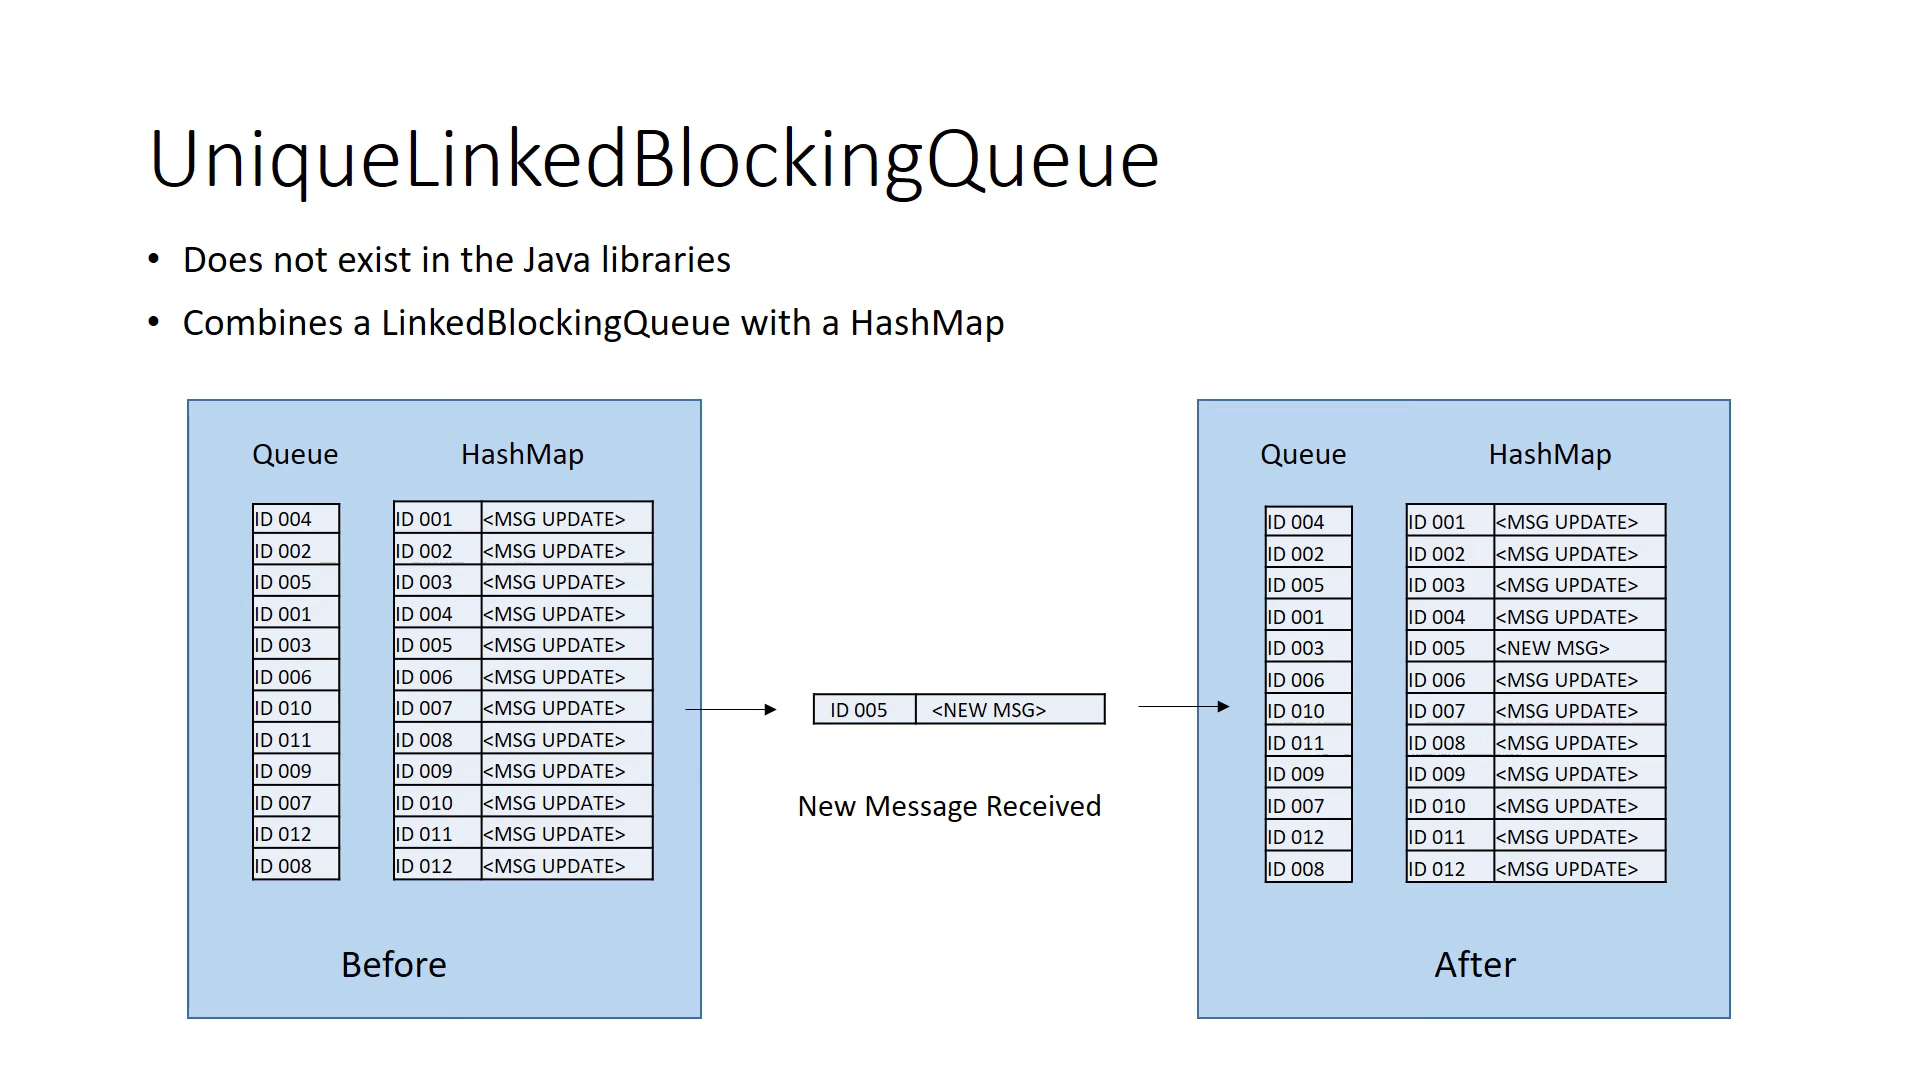 UniqueLinkedBlockingQueue
• Does not exist in the Java libraries
• Combines a LinkedBlockingQueue with a HashMap
Queue HashMap
ID 004 ID 001 <MSG UPDATE>
ID 002 ID 002 <MSG UPDATE>
ID 005 ID 003 <MSG UPDATE>
ID 001 ID 004 <MSG UPDATE>
ID 003 ID 005 <MSG UPDATE>
ID 006 ID 006 <MSG UPDATE>
ID 010 ID 007 <MSG UPDATE>
ID 011 ID 008 <MSG UPDATE>
ID 009 ID 009 <MSG UPDATE>
ID 007 ID 010 <MSG UPDATE>
ID 012 ID 011 <MSG UPDATE>
ID 008 ID 012 <MSG UPDATE>
Before
ID 005 <NEW MSG>
New Message Received
Queue HashMap
ID 004 ID 001 <MSG UPDATE>
ID 002 ID 002 <MSG UPDATE>
ID 005 ID 003 <MSG UPDATE>
ID 001 ID 004 <MSG UPDATE>
ID 003 ID 005 <NEW MSG>
ID 006 ID 006 <MSG UPDATE>
ID 010 ID 007 <MSG UPDATE>
ID 011 ID 008 <MSG UPDATE>
ID 009 ID 009 <MSG UPDATE>
ID 007 ID 010 <MSG UPDATE>
ID 012 ID 011 <MSG UPDATE>
ID 008 ID 012 <MSG UPDATE>
After